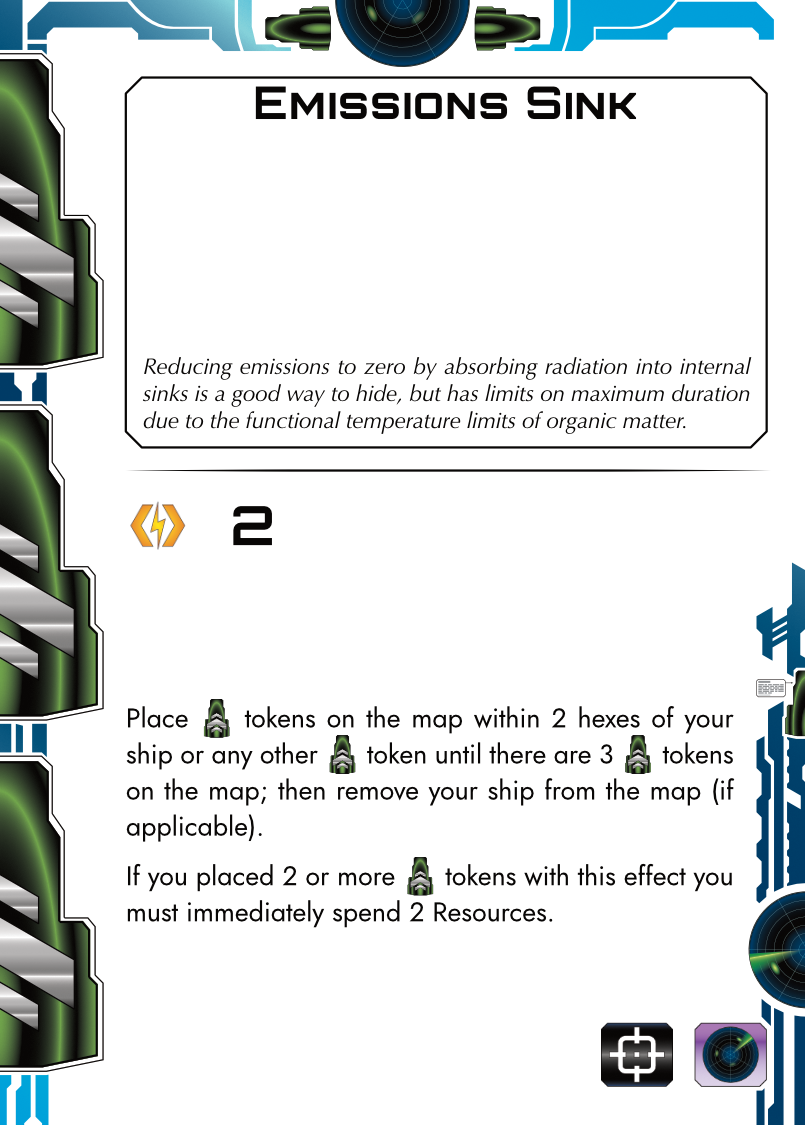 Emissions Sink
Reducing emissions to zero by absorbing radiation into internal
sinks is a good way to hide, but has limits on maximum duration
due to the functional temperature limits of organic matter.
2
Place tokens on the map within 2 hexes of your
ship or any other token until there are 3 tokens
on the map; then remove your ship from the map (if
applicable).
If you placed 2 or more tokens with this effect you
must immediately spend 2 Resources.